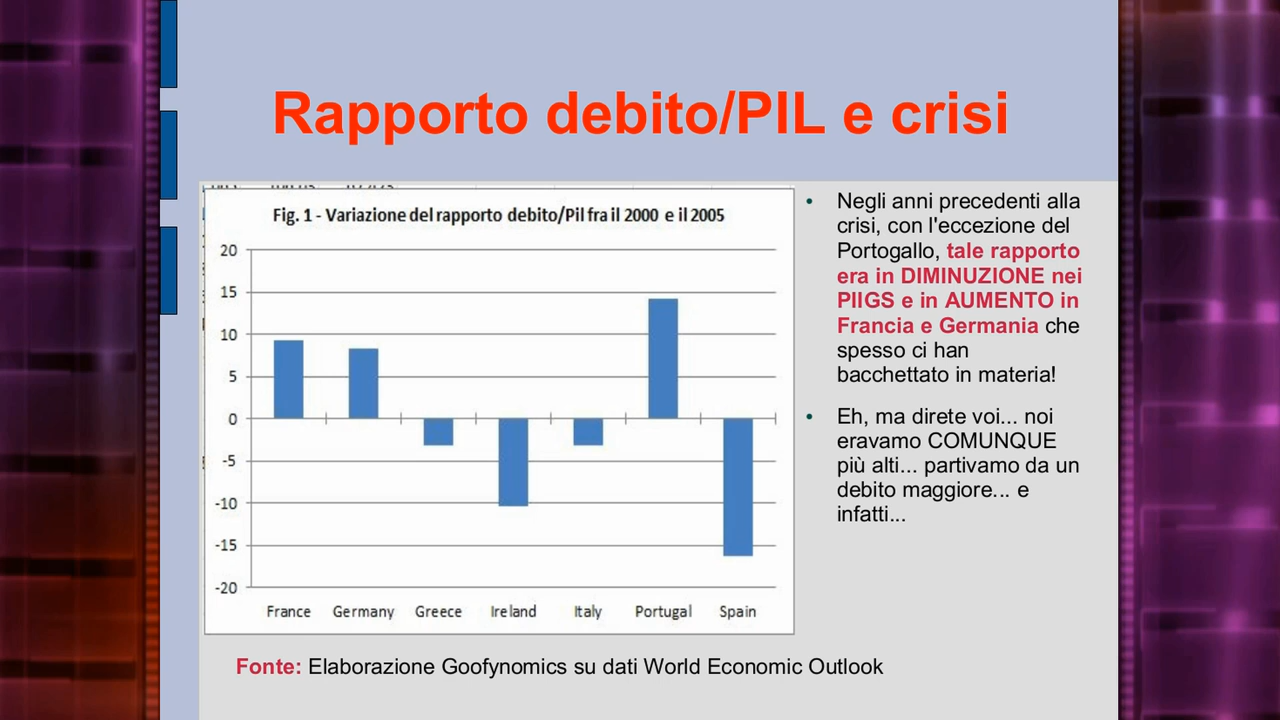 Rapporto debito/PIL e crisi
Fig. 1 - Variazione del rapporto debito/Pil fra il 2000 e il 2005
20
15
10
5
0
-5
-10
-15
-20
France Germany Greece Ireland Italy Portugal Spain
• Negli anni precedenti alla
crisi, con l'eccezione del
Portogallo, tale rapporto
era in DIMINUZIONE nei
PIIGS e in AUMENTO in
Francia e Germania che
spesso ci han
bacchettato in materia!
• Eh, ma direte voi... noi
eravamo COMUNQUE
più alti... partivamo da un
debito maggiore... e
infatti...
Fonte: Elaborazione Goofynomics su dati World Economic Outlook